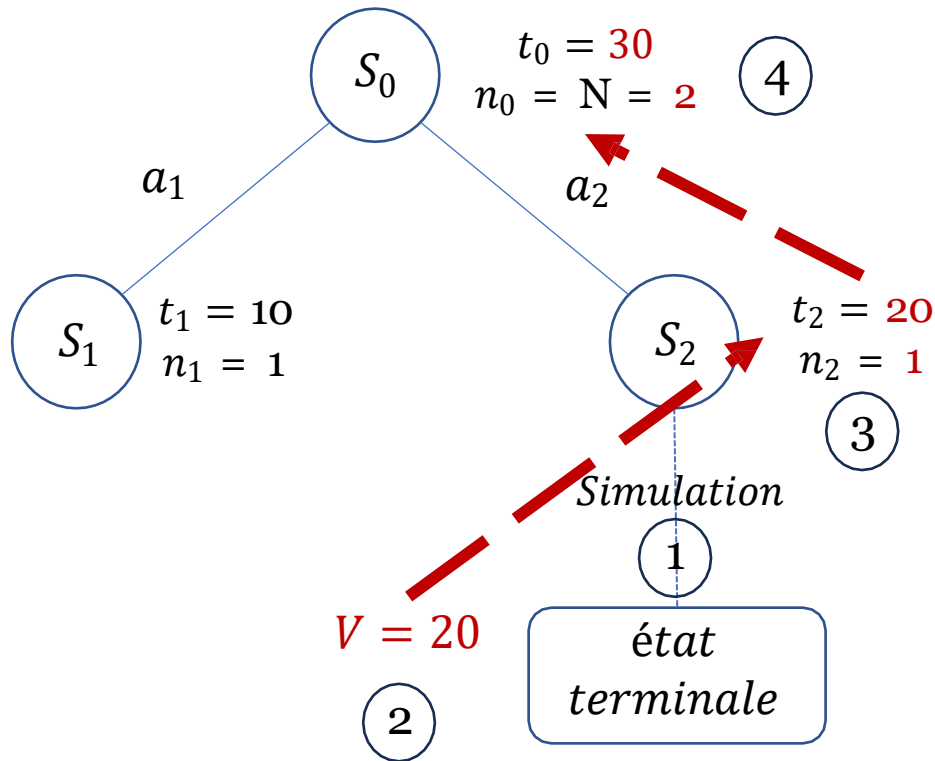 S₀
t₀ = 30
n₀ = N = 2
4
a₁
a₂
S₁
t₁ = 10
n₁ = 1
S₂
t₂ = 20
n₂ = 1
3
Simulation
1
V = 20
2
état
terminale